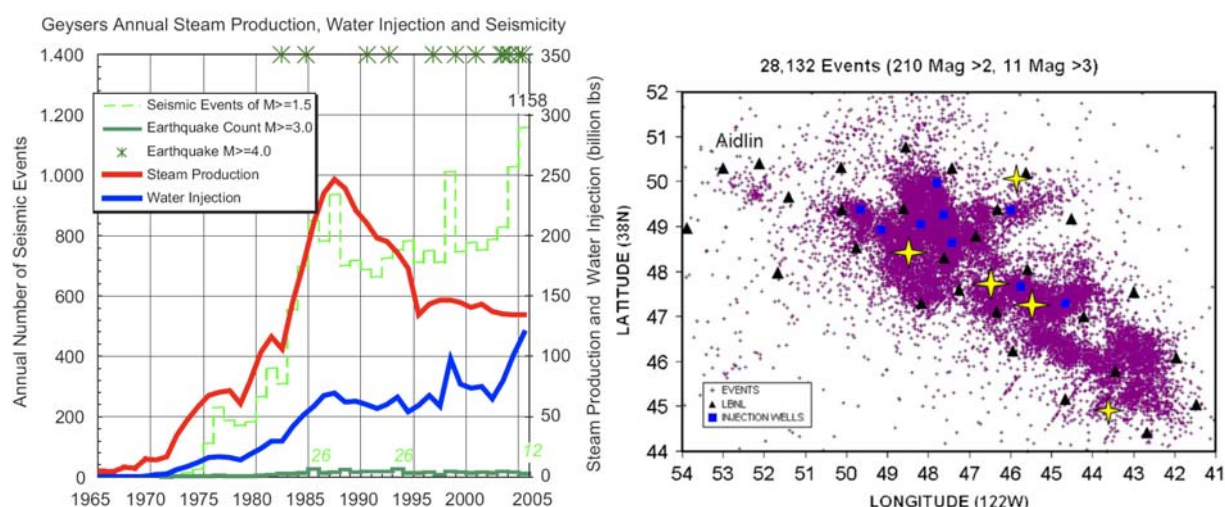 Geysers Annual Steam Production, Water Injection and Seismicity
Annual Number of Seismic Events
1.400
1.200
1.000
800
600
400
200
0
Seismic Events of M>=1.5
Earthquake Count M>=3.0
Earthquake M>=4.0
Steam Production
Water Injection
1158
26
26
12
350
300
250
200
150
100
50
0
Steam Production and Water Injection (billion lbs)
1965 1970 1975 1980 1985 1990 1995 2000 2005
28,132 Events (210 Mag >2, 11 Mag >3)
LATITUDE (38N)
52
51
50
49
48
47
46
45
44
Aidlin
EVENTS
LBNL
INJECTION WELLS
54 53 52 51 50 49 48 47 46 45 44 43 42 41
LONGITUDE (122W)